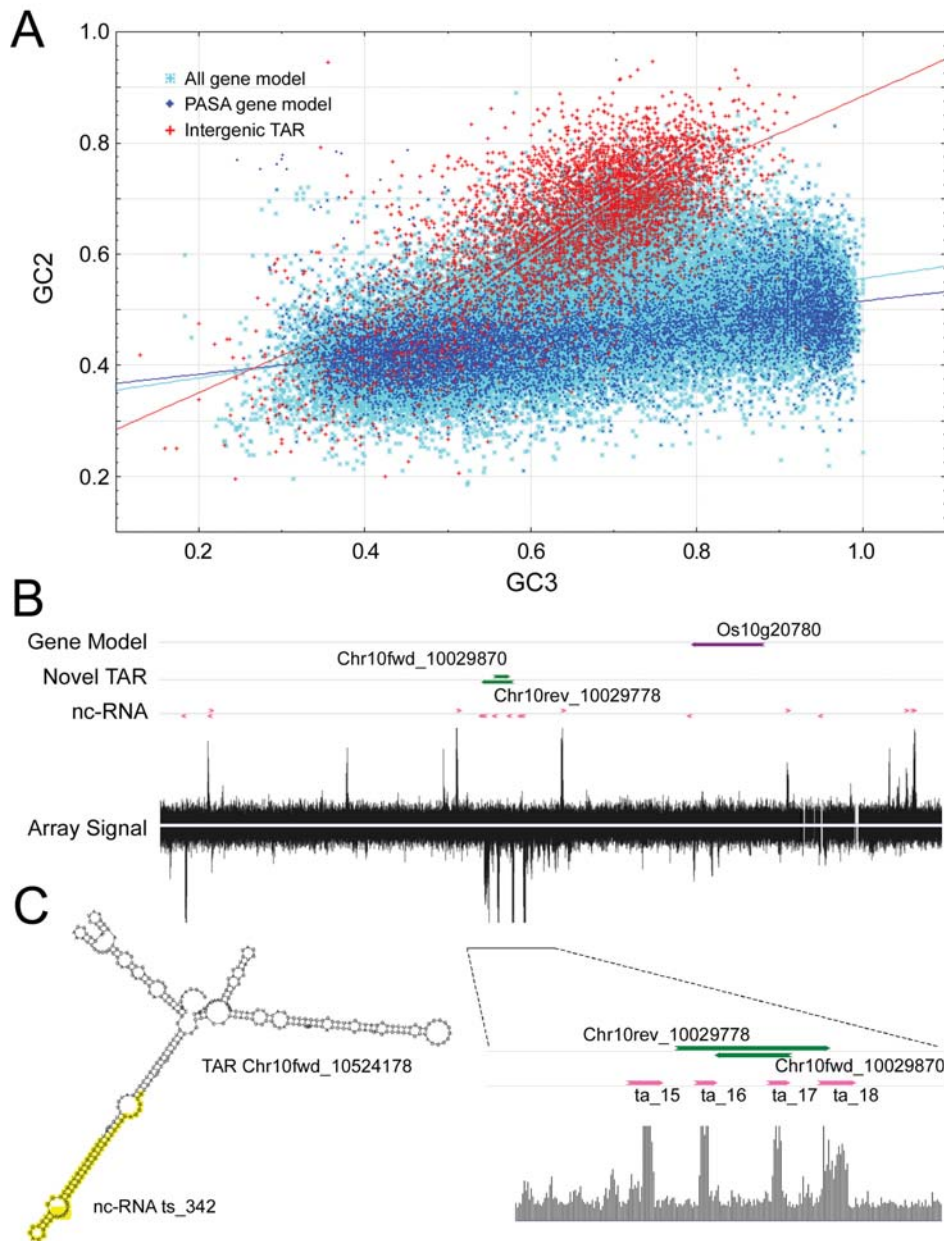 A
1.0
All gene model
PASA gene model
Intergenic TAR
0.8
GC2
0.6
0.4
0.2
0.2 0.4 0.6 0.8 1.0
GC3
B
Gene Model
Os10g20780
Chr10fwd_10029870
Novel TAR
Chr10rev_10029778
nc-RNA
Array Signal
C
TAR Chr10fwd_10524178
nc-RNA ts_342
Chr10rev_10029778
Chr10fwd_10029870
ta_15 ta_16 ta_17 ta_18